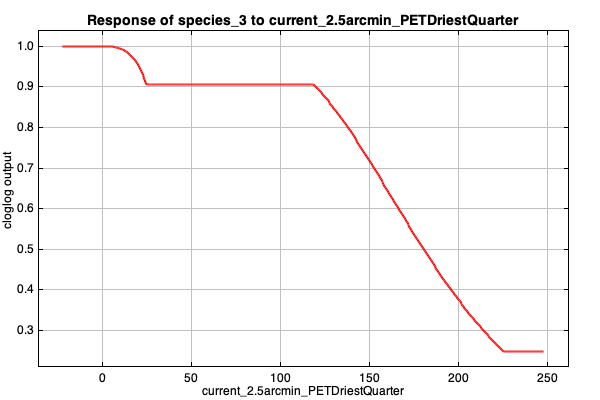 Response of species_3 to current_2.5arcmin_PETDriestQuarter
1.0
0.9
0.8
0.7
0.6
0.5
0.4
0.3
cloglog output
0 50 100 150 200 250
current_2.5arcmin_PETDriestQuarter